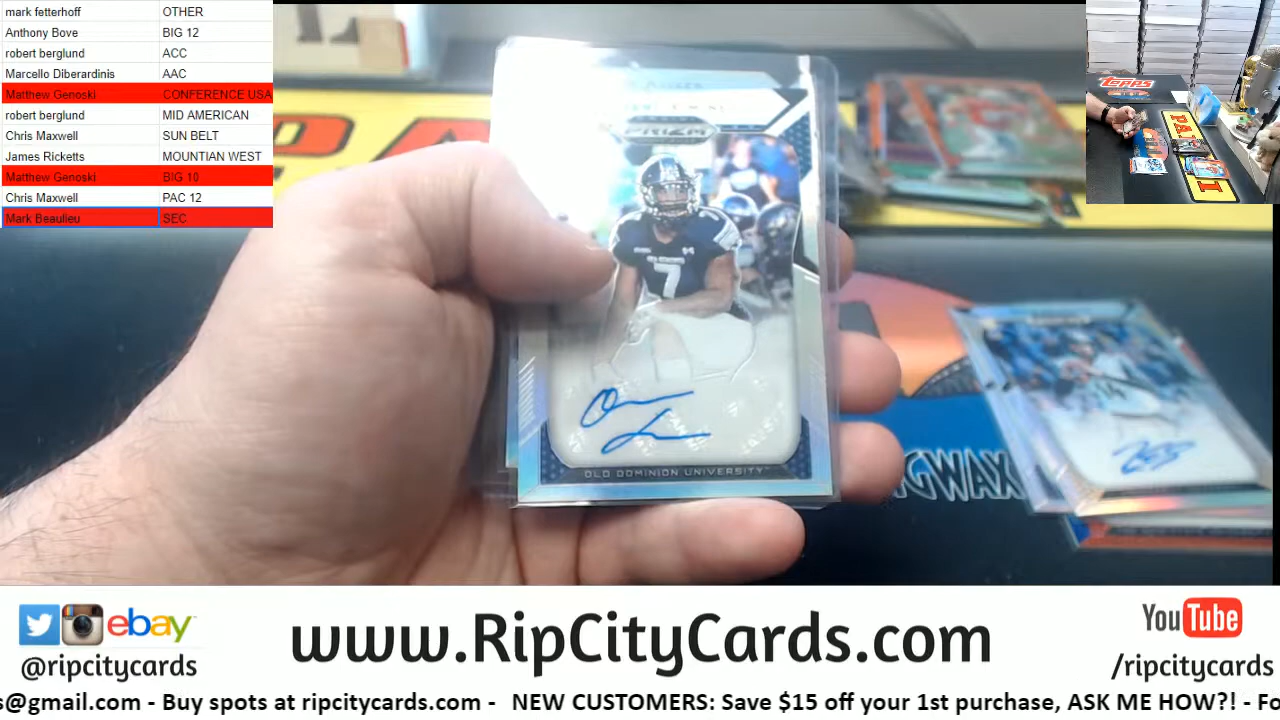 mark fetterhoff OTHER
Anthony Bove BIG 12
robert berglund ACC
Marcello Diberardinis AAC
Matthew Genoski CONFERENCE USA
robert berglund MID AMERICAN
Chris Maxwell SUN BELT
James Ricketts MOUNTIAN WEST
Matthew Genoski BIG 10
Chris Maxwell PAC 12
Mark Beaulieu SEC
TOPPS
PRIZM
7
OLD DOMINION UNIVERSITY
GWAX
ebay
@ripcitycards
www.RipCityCards.com
YouTube
/ripcitycards
s@gmail.com - Buy spots at ripcitycards.com - NEW CUSTOMERS: Save $15 off your 1st purchase, ASK ME HOW?! - Fo